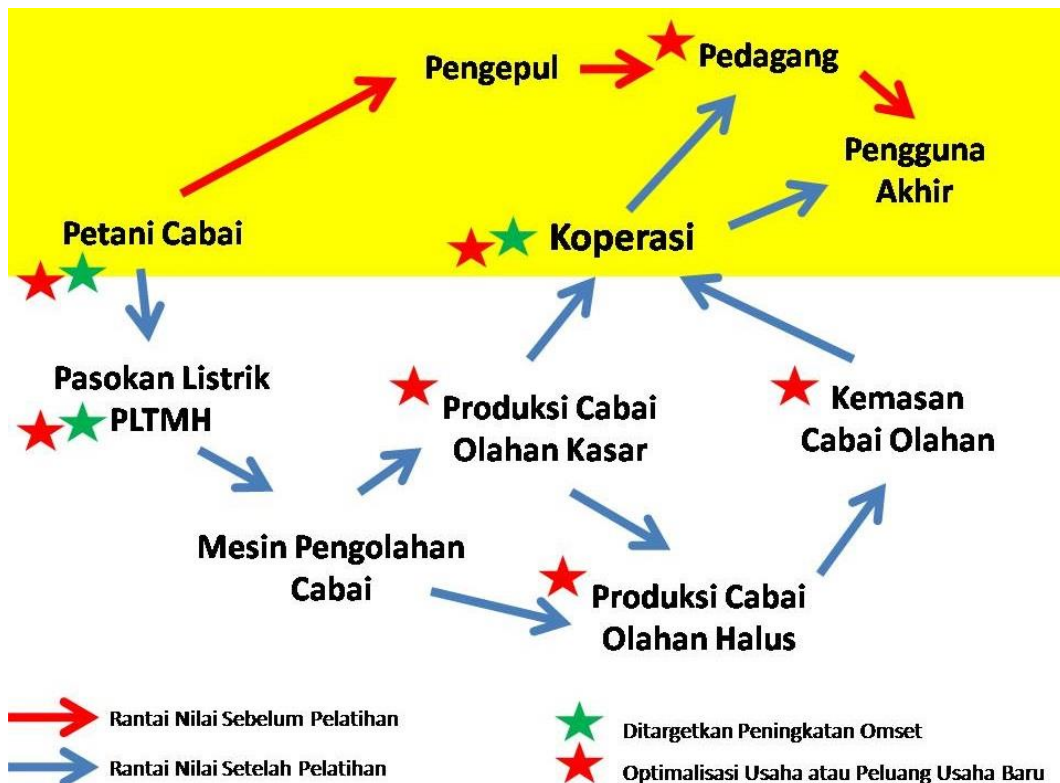 Pengepul
Pedagang
Pengguna
Akhir
Petani Cabai
Koperasi
Pasokan Listrik
PLTMH
Produksi Cabai
Olahan Kasar
Kemasan
Cabai Olahan
Mesin Pengolahan
Cabai
Produksi Cabai
Olahan Halus
Rantai Nilai Sebelum Pelatihan
Ditargetkan Peningkatan Omset
Rantai Nilai Setelah Pelatihan
Optimalisasi Usaha atau Peluang Usaha Baru